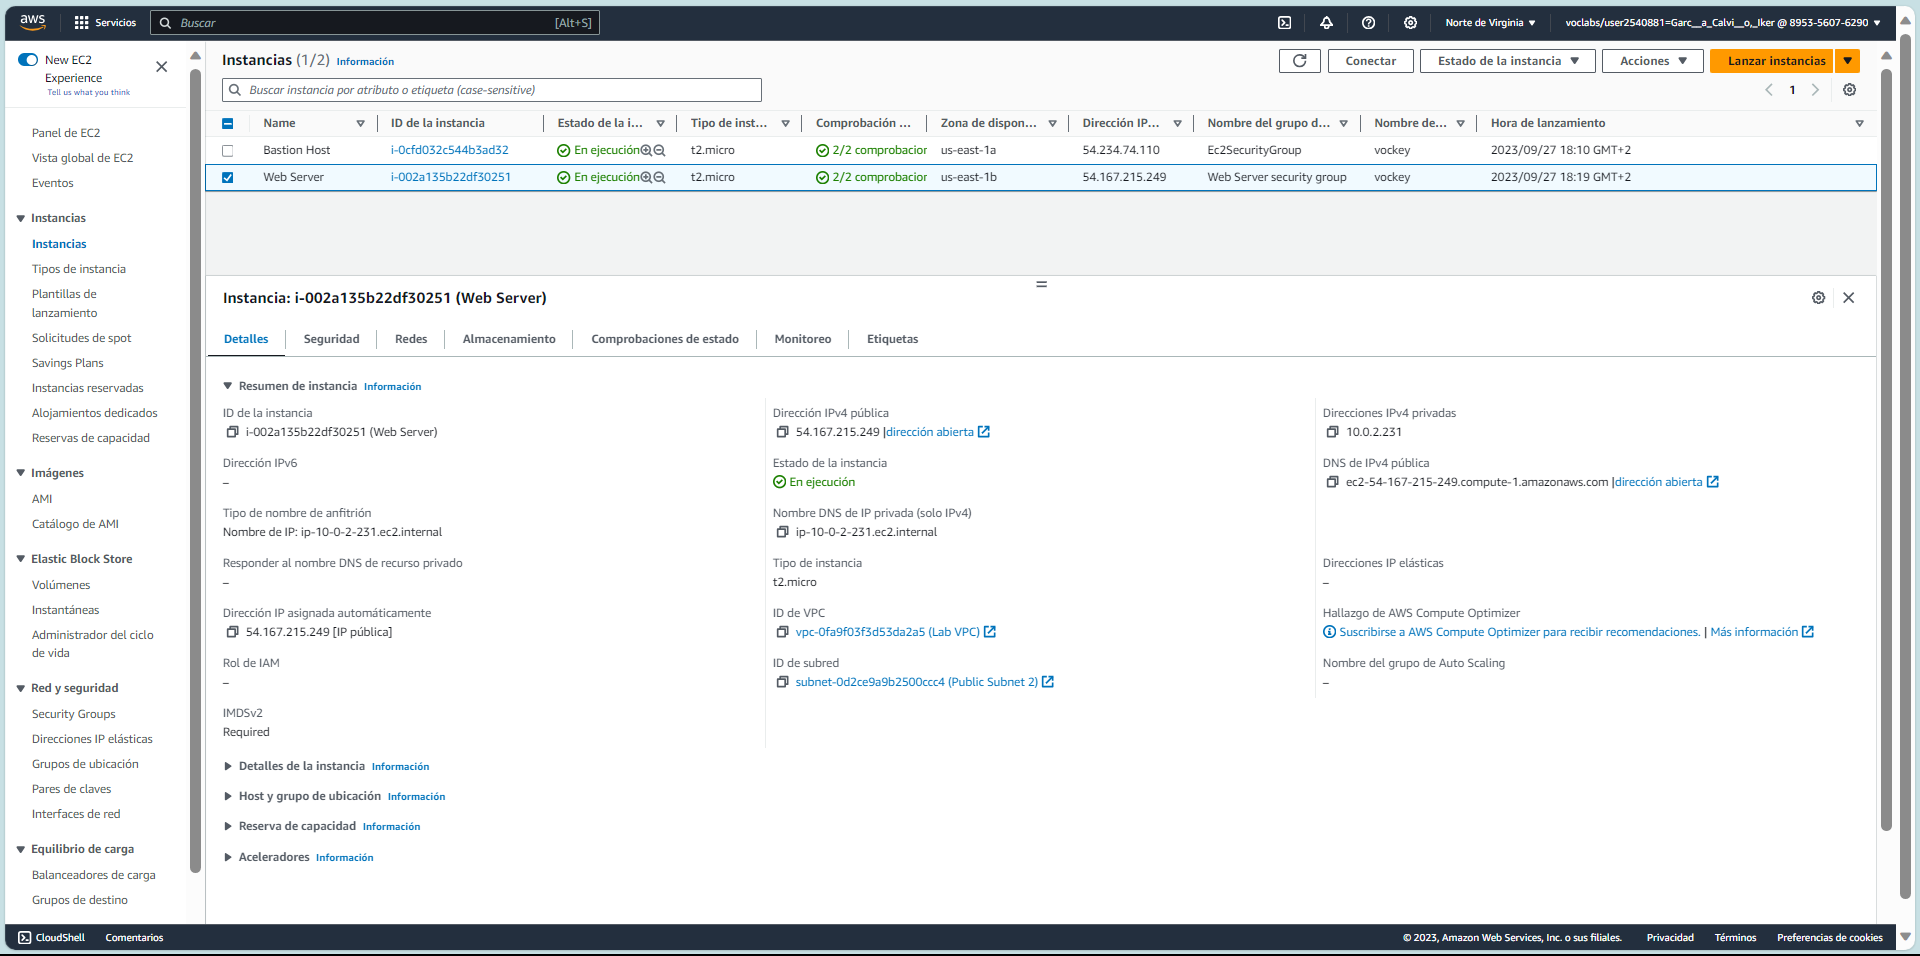 aws
Servicios
Buscar
[Alt+S]
Norte de Virginia
voclabs/user2540881=Garc__a_Calvi__o,_Iker @ 8953-5607-6290
New EC2
Experience
Tell us what you think
Panel de EC2
Vista global de EC2
Eventos
Instancias
Instancias
Tipos de instancia
Plantillas de
lanzamiento
Solicitudes de spot
Savings Plans
Instancias reservadas
Alojamientos dedicados
Reservas de capacidad
Imágenes
AMI
Catálogo de AMI
Elastic Block Store
Volúmenes
Instantáneas
Administrador del ciclo
de vida
Red y seguridad
Security Groups
Direcciones IP elásticas
Grupos de ubicación
Pares de claves
Interfaces de red
Equilibrio de carga
Balanceadores de carga
Grupos de destino
Instancias (1/2) Información
Conectar
Estado de la instancia
Acciones
Lanzar instancias
Buscar instancia por atributo o etiqueta (case-sensitive)
1
Name ID de la instancia Estado de la i... Tipo de inst... Comprobación ... Zona de dispon... Dirección IP... Nombre del grupo d... Nombre de... Hora de lanzamiento
Bastion Host i-0cfd032c544b3ad32 En ejecución t2.micro 2/2 comprobacior us-east-1a 54.234.74.110 Ec2SecurityGroup vockey 2023/09/27 18:10 GMT+2
Web Server i-002a135b22df30251 En ejecución t2.micro 2/2 comprobacior us-east-1b 54.167.215.249 Web Server security group vockey 2023/09/27 18:19 GMT+2
Instancia: i-002a135b22df30251 (Web Server)
Detalles Seguridad Redes Almacenamiento Comprobaciones de estado Monitoreo Etiquetas
Resumen de instancia Información
ID de la instancia
i-002a135b22df30251 (Web Server)
Dirección IPv4 pública
54.167.215.249 |dirección abierta
Direcciones IPv4 privadas
10.0.2.231
Dirección IPv6
–
Estado de la instancia
En ejecución
DNS de IPv4 pública
ec2-54-167-215-249.compute-1.amazonaws.com |dirección abierta
Tipo de nombre de anfitrión
Nombre de IP: ip-10-0-2-231.ec2.internal
Nombre DNS de IP privada (solo IPv4)
ip-10-0-2-231.ec2.internal
Responder al nombre DNS de recurso privado
–
Tipo de instancia
t2.micro
Direcciones IP elásticas
–
Dirección IP asignada automáticamente
54.167.215.249 [IP pública]
ID de VPC
vpc-0fa9f03f3d53da2a5 (Lab VPC)
Hallazgo de AWS Compute Optimizer
Suscribirse a AWS Compute Optimizer para recibir recomendaciones. | Más información
Rol de IAM
–
ID de subred
subnet-0d2ce9a9b2500ccc4 (Public Subnet 2)
Nombre del grupo de Auto Scaling
–
IMDSv2
Required
Detalles de la instancia Información
Host y grupo de ubicación Información
Reserva de capacidad Información
Aceleradores Información
CloudShell
Comentarios
© 2023, Amazon Web Services, Inc. o sus filiales.
Privacidad
Términos
Preferencias de cookies